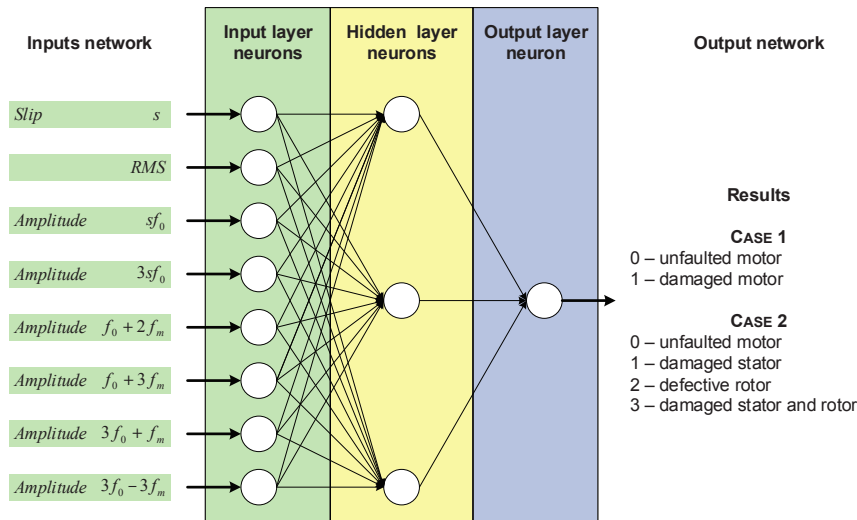 Inputs network
Input layer
neurons
Hidden layer
neurons
Output layer
neuron
Output network
Slip s
RMS
Amplitude sf₀
Amplitude 3sf₀
Amplitude f₀ + 2fₘ
Amplitude f₀ + 3fₘ
Amplitude 3f₀ + fₘ
Amplitude 3f₀ − 3fₘ
Results
CASE 1
0 – unfaulted motor
1 – damaged motor
CASE 2
0 – unfaulted motor
1 – damaged stator
2 – defective rotor
3 – damaged stator and rotor